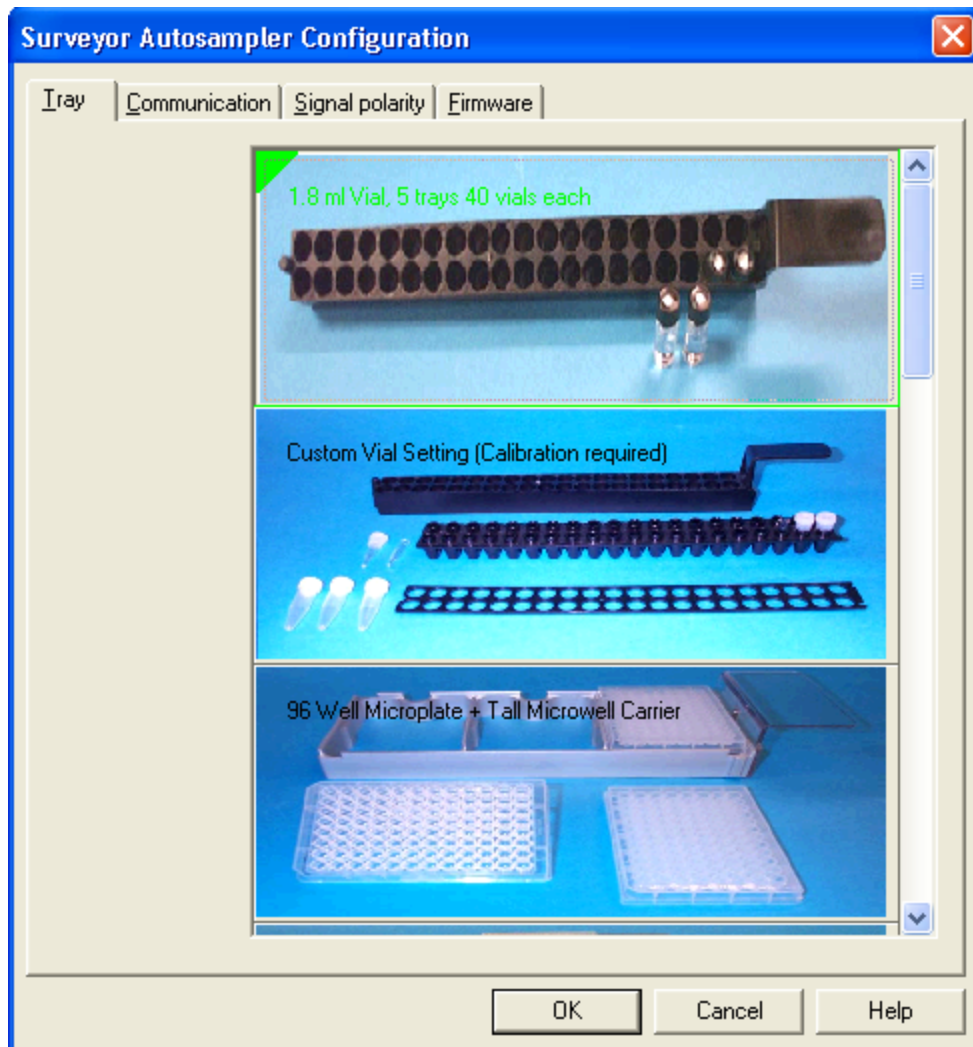 Surveyor Autosampler Configuration
Tray Communication Signal polarity Firmware
1.8 ml Vial, 5 trays 40 vials each
Custom Vial Setting (Calibration required)
96 Well Microplate + Tall Microwell Carrier
OK Cancel Help